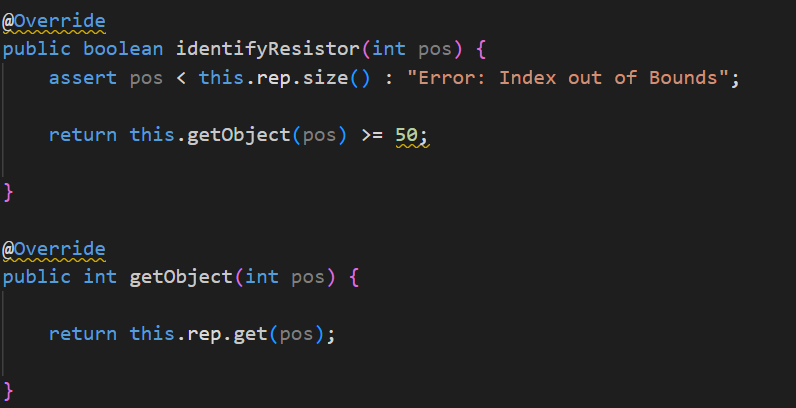 @Override
public boolean identifyResistor(int pos) {
    assert pos < this.rep.size() : "Error: Index out of Bounds";
    return this.getObject(pos) >= 50;
}
@Override
public int getObject(int pos) {
    return this.rep.get(pos);
}